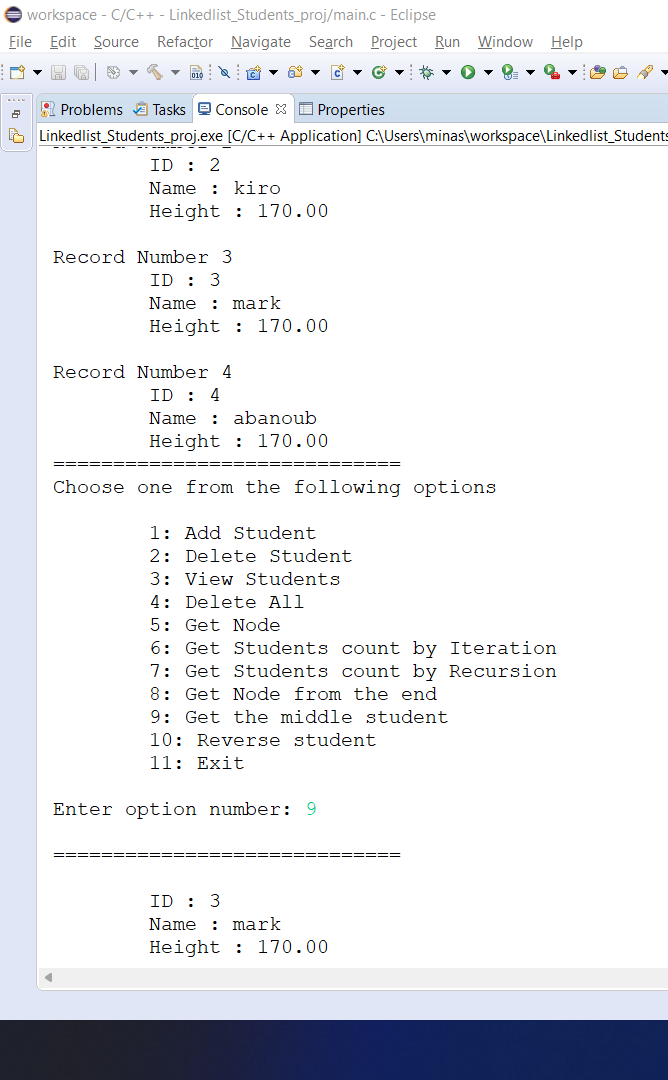 workspace - C/C++ - Linkedlist_Students_proj/main.c - Eclipse
File Edit Source Refactor Navigate Search Project Run Window Help
Problems Tasks Console Properties
Linkedlist_Students_proj.exe [C/C++ Application] C:\Users\minas\workspace\Linkedlist_Students
ID : 2
Name : kiro
Height : 170.00
Record Number 3
ID : 3
Name : mark
Height : 170.00
Record Number 4
ID : 4
Name : abanoub
Height : 170.00
=============================
Choose one from the following options
1: Add Student
2: Delete Student
3: View Students
4: Delete All
5: Get Node
6: Get Students count by Iteration
7: Get Students count by Recursion
8: Get Node from the end
9: Get the middle student
10: Reverse student
11: Exit
Enter option number: 9
=============================
ID : 3
Name : mark
Height : 170.00